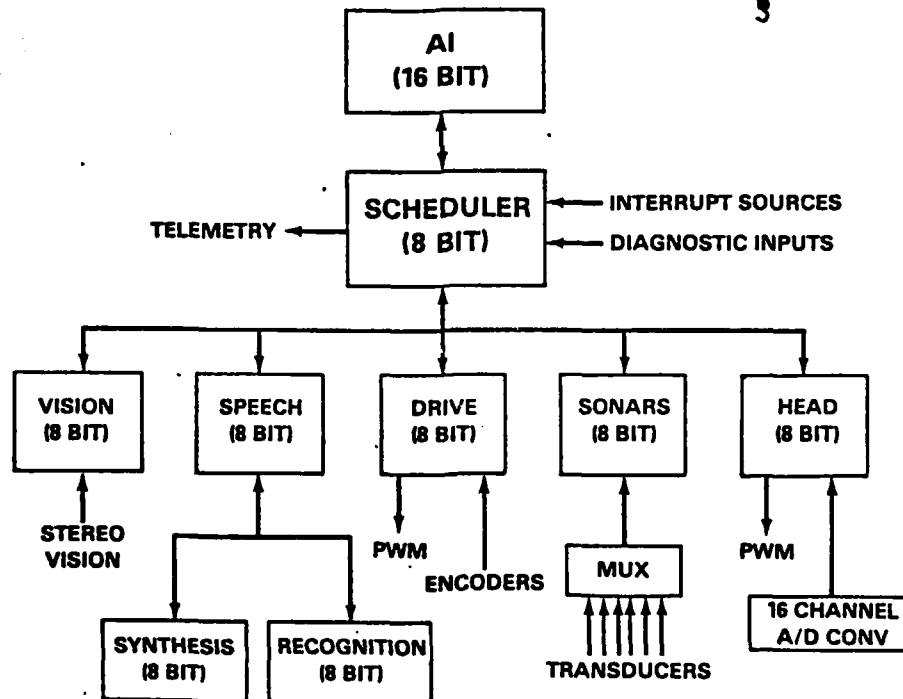 3
AI
(16 BIT)
SCHEDULER
(8 BIT)
TELEMETRY
INTERRUPT SOURCES
DIAGNOSTIC INPUTS
VISION
(8 BIT)
SPEECH
(8 BIT)
DRIVE
(8 BIT)
SONARS
(8 BIT)
HEAD
(8 BIT)
STEREO
VISION
PWM
ENCODERS
MUX
PWM
16 CHANNEL
A/D CONV
SYNTHESIS
(8 BIT)
RECOGNITION
(8 BIT)
TRANSDUCERS